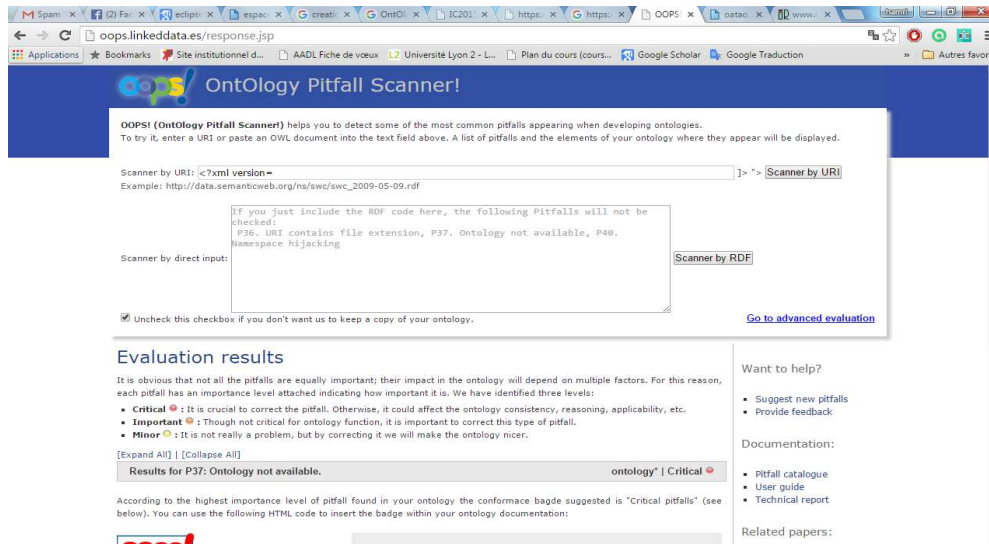 M Spam
(2) Fac
eclips
espac
G creati
G OntOl
IC201
https:
G https:
OOPS!
oatao
www.i
oops.linkeddata.es/response.jsp
Applications
Bookmarks
Site institutionnel d...
AADL Fiche de vœux
L2 Université Lyon 2 - L...
Plan du cours (cours...
Google Scholar
Google Traduction
»
Autres favor
oops!
OntOlogy Pitfall Scanner!
OOPS! (OntOlogy Pitfall Scanner!) helps you to detect some of the most common pitfalls appearing when developing ontologies.
To try it, enter a URI or paste an OWL document into the text field above. A list of pitfalls and the elements of your ontology where they appear will be displayed.
Scanner by URI: <?xml version= ]> "> Scanner by URI
Example: http://data.semanticweb.org/ns/swc/swc_2009-05-09.rdf
If you just include the RDF code here, the following Pitfalls will not be
checked:
P36. URI contains file extension, P37. Ontology not available, P40.
Namespace hijacking
Scanner by direct input:
Scanner by RDF
Uncheck this checkbox if you don't want us to keep a copy of your ontology.
Go to advanced evaluation
Evaluation results
It is obvious that not all the pitfalls are equally important; their impact in the ontology will depend on multiple factors. For this reason,
each pitfall has an importance level attached indicating how important it is. We have identified three levels:
Critical : It is crucial to correct the pitfall. Otherwise, it could affect the ontology consistency, reasoning, applicability, etc.
Important : Though not critical for ontology function, it is important to correct this type of pitfall.
Minor : It is not really a problem, but by correcting it we will make the ontology nicer.
[Expand All] | [Collapse All]
Results for P37: Ontology not available. ontology* | Critical
According to the highest importance level of pitfall found in your ontology the conformace bagde suggested is "Critical pitfalls" (see
below). You can use the following HTML code to insert the badge within your ontology documentation:
Want to help?
Suggest new pitfalls
Provide feedback
Documentation:
Pitfall catalogue
User guide
Technical report
Related papers: